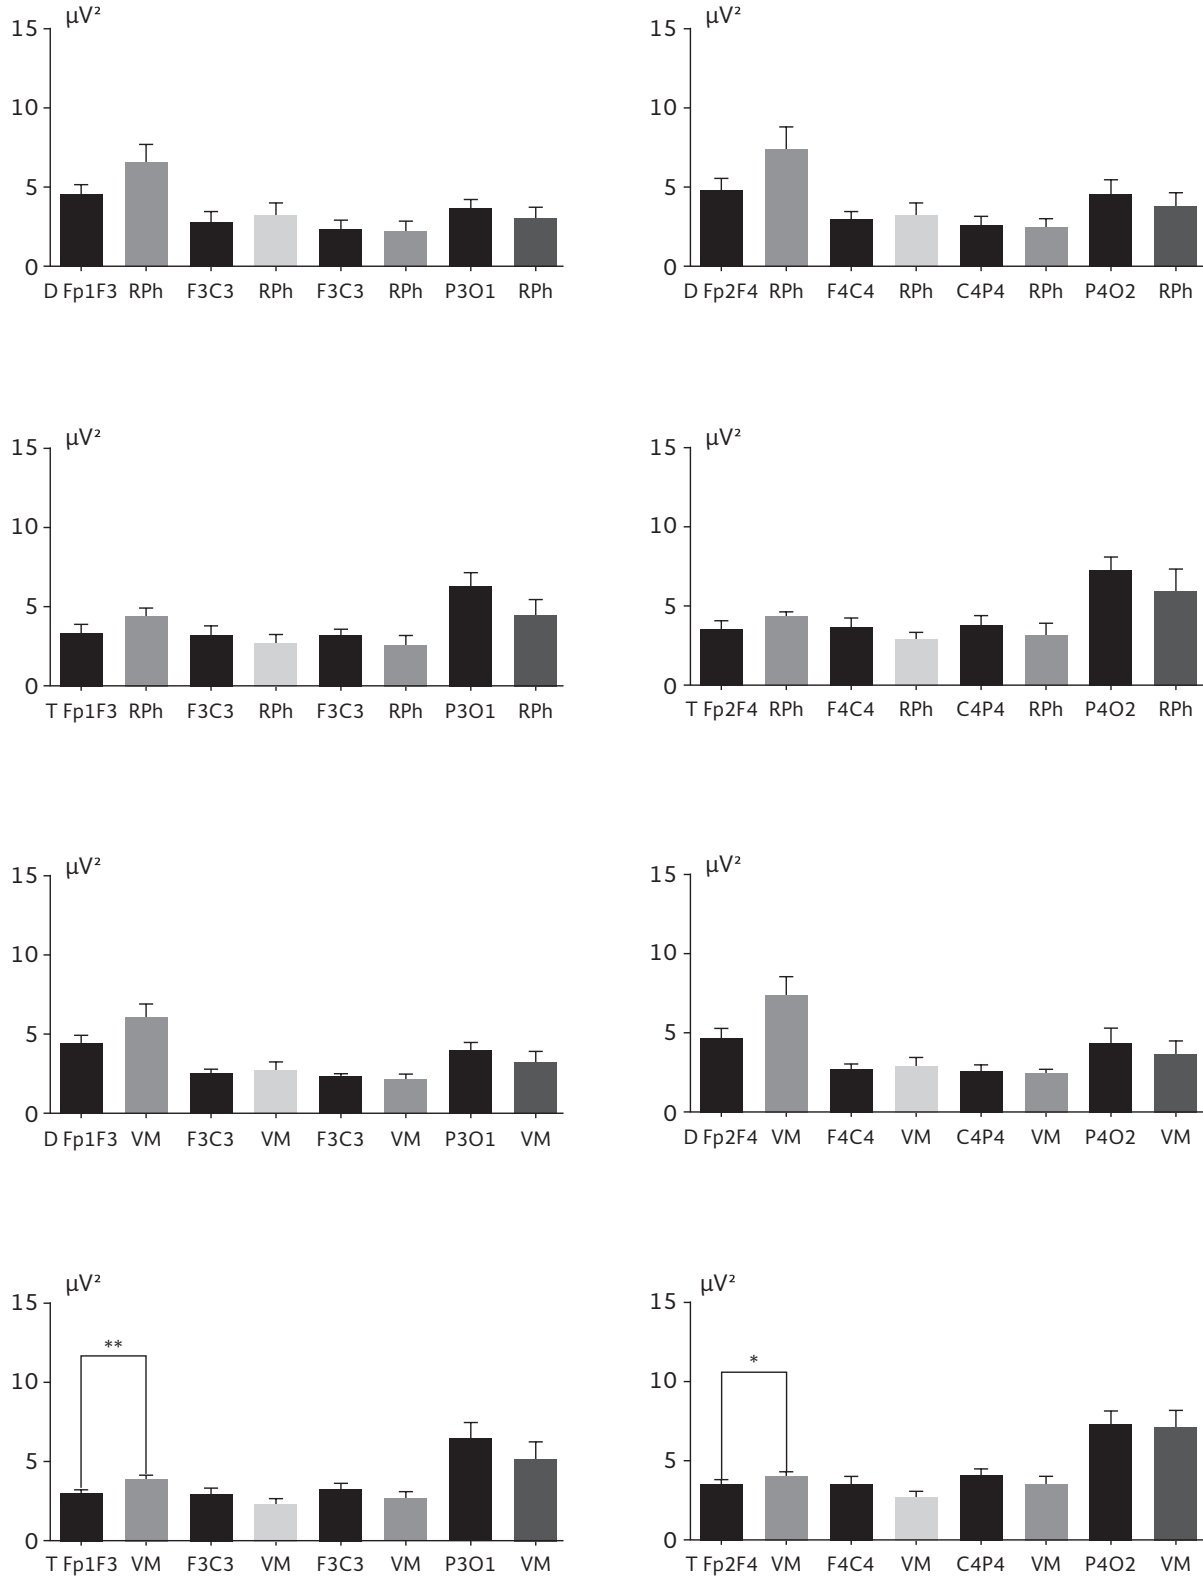 μV²
15
10
5
0
D Fp1F3 RPh F3C3 RPh F3C3 RPh P3O1 RPh
μV²
15
10
5
0
D Fp2F4 RPh F4C4 RPh C4P4 RPh P4O2 RPh
μV²
15
10
5
0
T Fp1F3 RPh F3C3 RPh F3C3 RPh P3O1 RPh
μV²
15
10
5
0
T Fp2F4 RPh F4C4 RPh C4P4 RPh P4O2 RPh
μV²
15
10
5
0
D Fp1F3 VM F3C3 VM F3C3 VM P3O1 VM
μV²
15
10
5
0
D Fp2F4 VM F4C4 VM C4P4 VM P4O2 VM
μV²
15
**
10
5
0
T Fp1F3 VM F3C3 VM F3C3 VM P3O1 VM
μV²
15
*
10
5
0
T Fp2F4 VM F4C4 VM C4P4 VM P4O2 VM